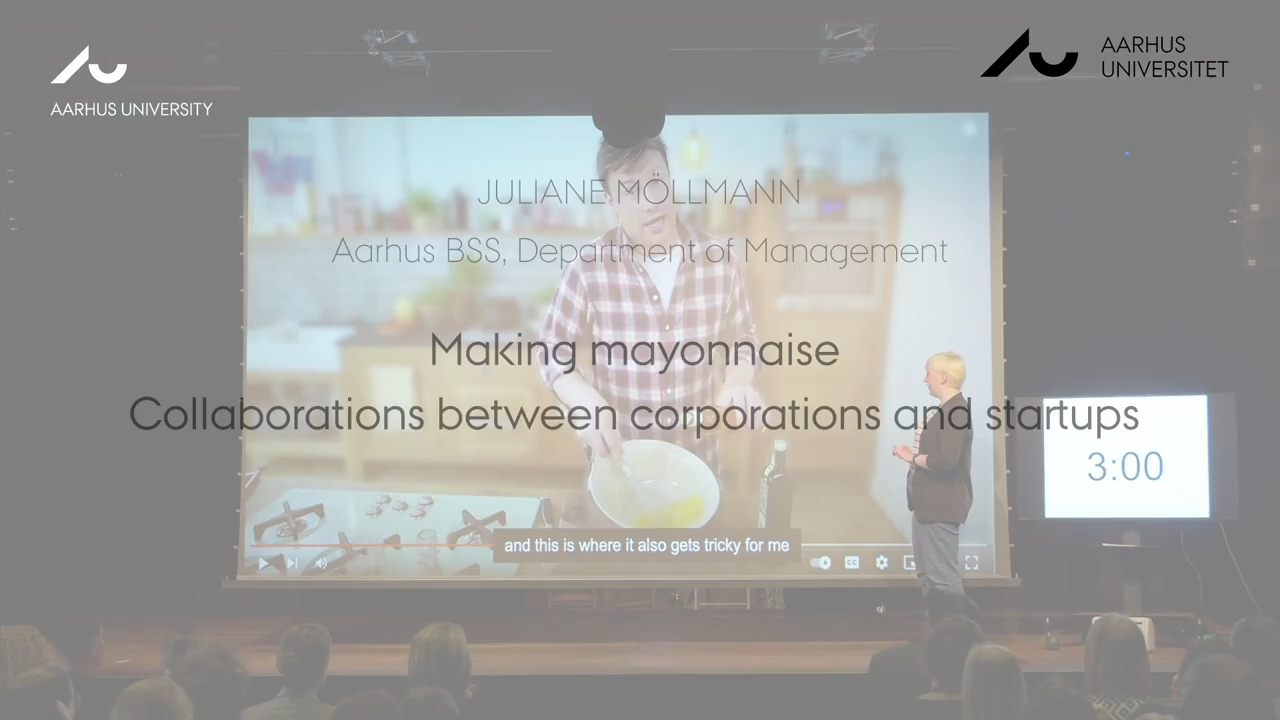 AARHUS UNIVERSITY
AARHUS
UNIVERSITET
JULIANE MÖLLMANN
Aarhus BSS, Department of Management
Making mayonnaise
Collaborations between corporations and startups
3:00
and this is where it also gets tricky for me
CC